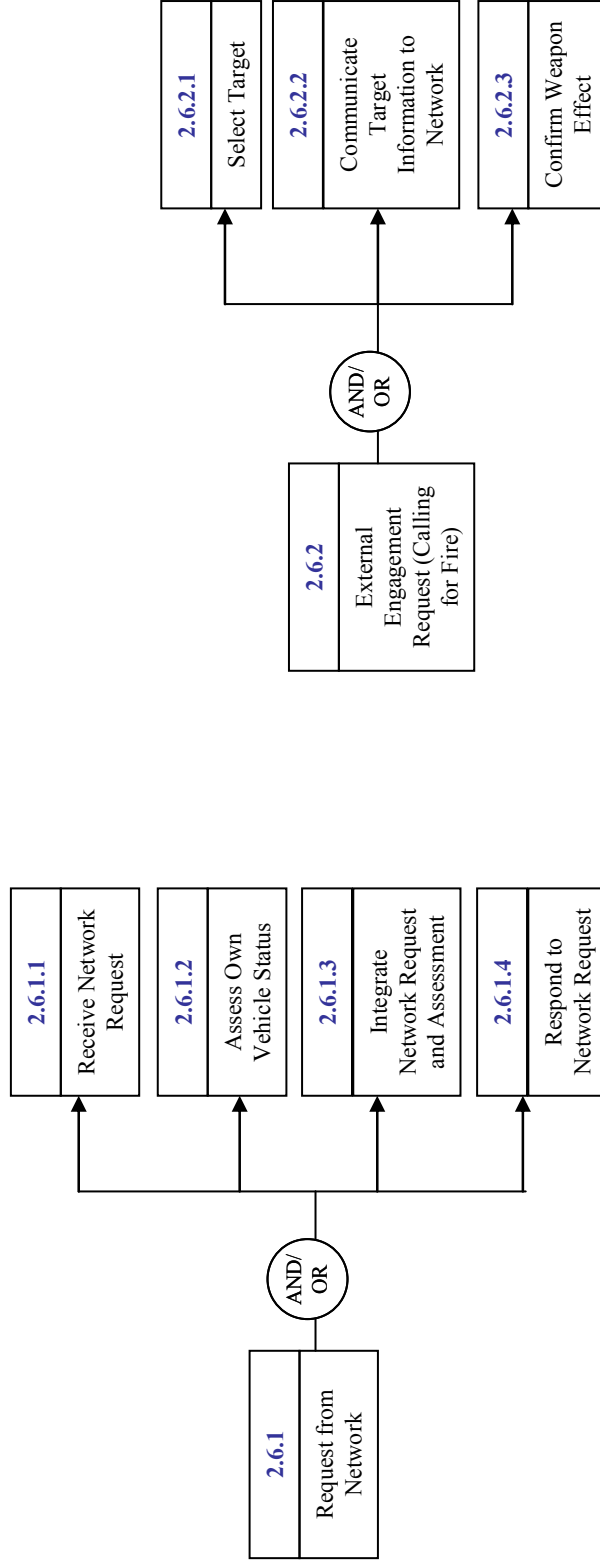 2.6.1
Request from
Network
AND/
OR
2.6.1.1
Receive Network
Request
2.6.1.2
Assess Own
Vehicle Status
2.6.1.3
Integrate
Network Request
and Assessment
2.6.1.4
Respond to
Network Request
2.6.2
External
Engagement
Request (Calling
for Fire)
AND/
OR
2.6.2.1
Select Target
2.6.2.2
Communicate
Target
Information to
Network
2.6.2.3
Confirm Weapon
Effect